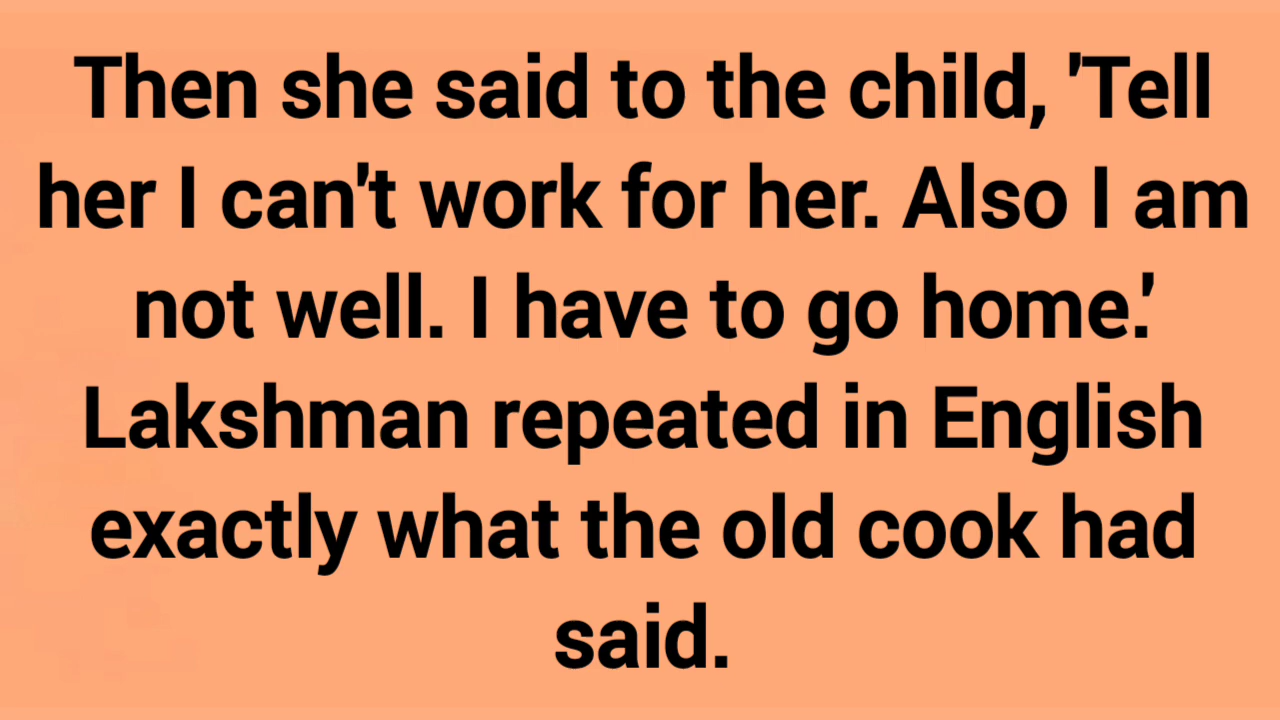 Then she said to the child, 'Tell
her I can't work for her. Also I am
not well. I have to go home.'
Lakshman repeated in English
exactly what the old cook had
said.